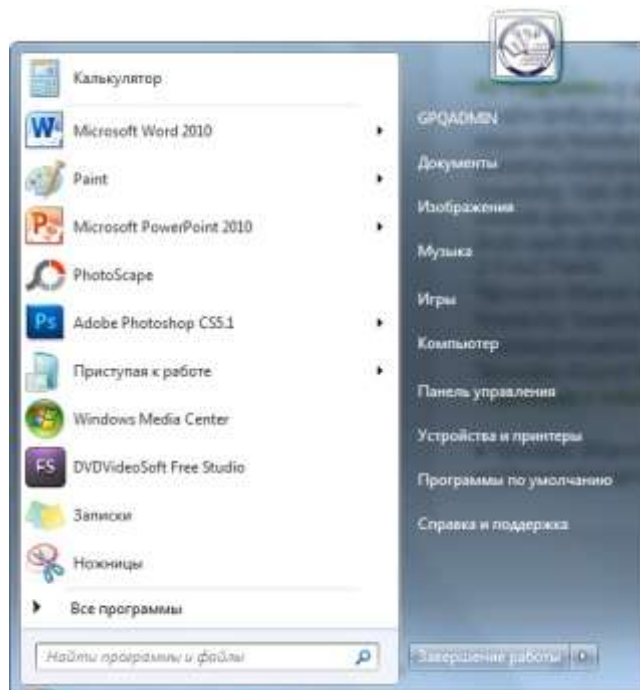 Калькулятор
Microsoft Word 2010
Paint
Microsoft PowerPoint 2010
PhotoScape
Ps Adobe Photoshop CS5.1
Приступая к работе
Windows Media Center
FS DVDVideoSoft Free Studio
Записки
Ножницы
Все программы
Найти программы и файлы
GPQADMIN
Документы
Изображения
Музыка
Игры
Компьютер
Панель управления
Устройства и принтеры
Программы по умолчанию
Справка и поддержка
Завершение работы